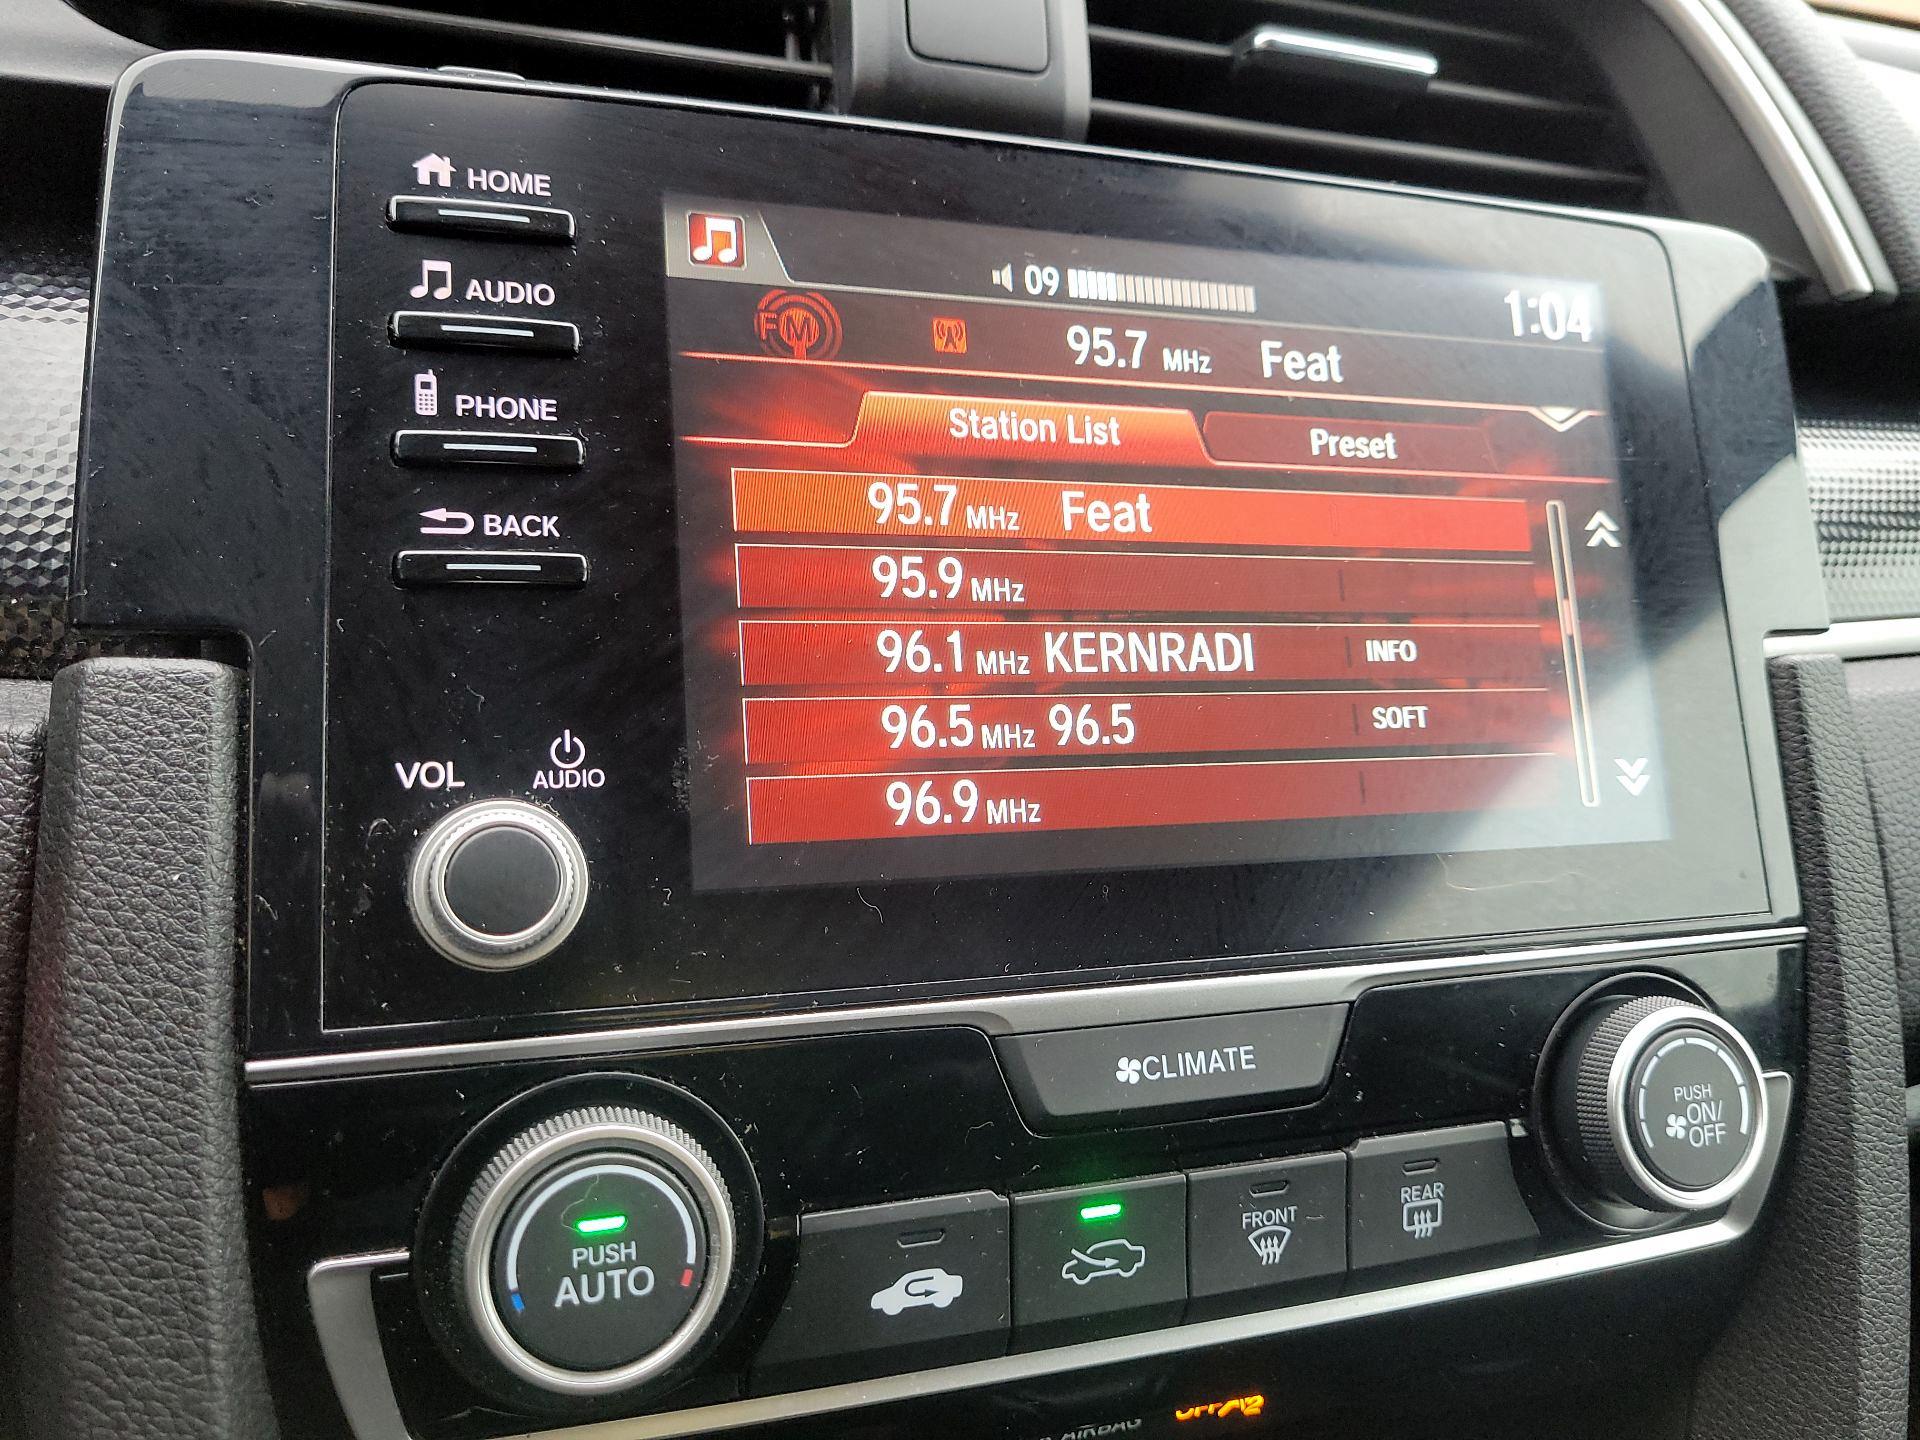 HOME
AUDIO
PHONE
BACK
VOL
AUDIO
09
1:04
FM
95.7 MHz Feat
Station List
Preset
95.7 MHz Feat
95.9 MHz
96.1 MHz KERNRADI INFO
96.5 MHz 96.5 SOFT
96.9 MHz
CLIMATE
PUSH
AUTO
FRONT
REAR
PUSH
ON/
OFF
AIRBAG
OFF